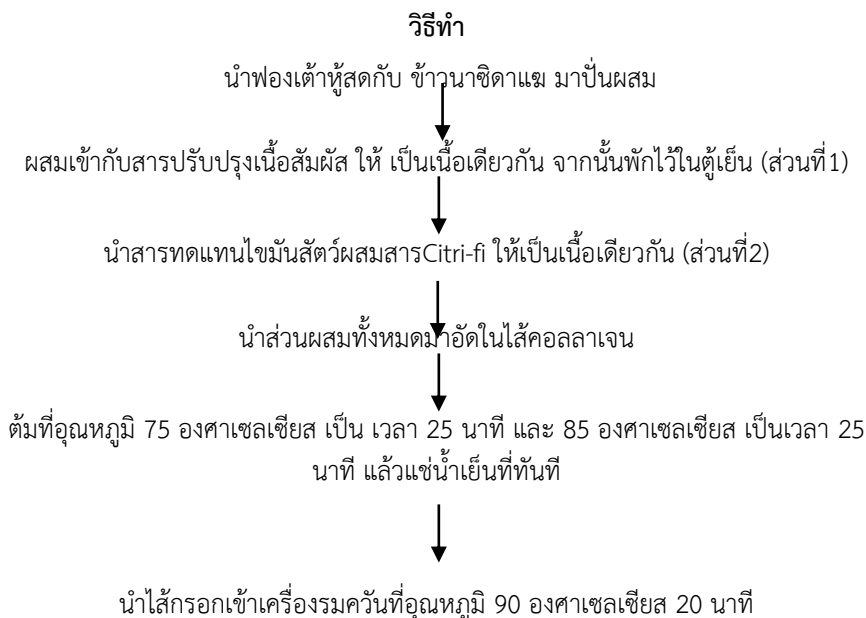 วิธีทำ
นำฟองเต้าหู้สดกับ ข้าวนาซิดาแฆ มาปั่นผสม
ผสมเข้ากับสารปรับปรุงเนื้อสัมผัส ให้ เป็นเนื้อเดียวกัน จากนั้นพักไว้ในตู้เย็น (ส่วนที่1)
นำสารทดแทนไขมันสัตว์ผสมสารCitri-fi ให้เป็นเนื้อเดียวกัน (ส่วนที่2)
นำส่วนผสมทั้งหมดมาอัดในไส้คอลลาเจน
ต้มที่อุณหภูมิ 75 องศาเซลเซียส เป็น เวลา 25 นาที และ 85 องศาเซลเซียส เป็นเวลา 25
นาที แล้วแช่น้ำเย็นที่ทันที
นำไส้กรอกเข้าเครื่องรมควันที่อุณหภูมิ 90 องศาเซลเซียส 20 นาที